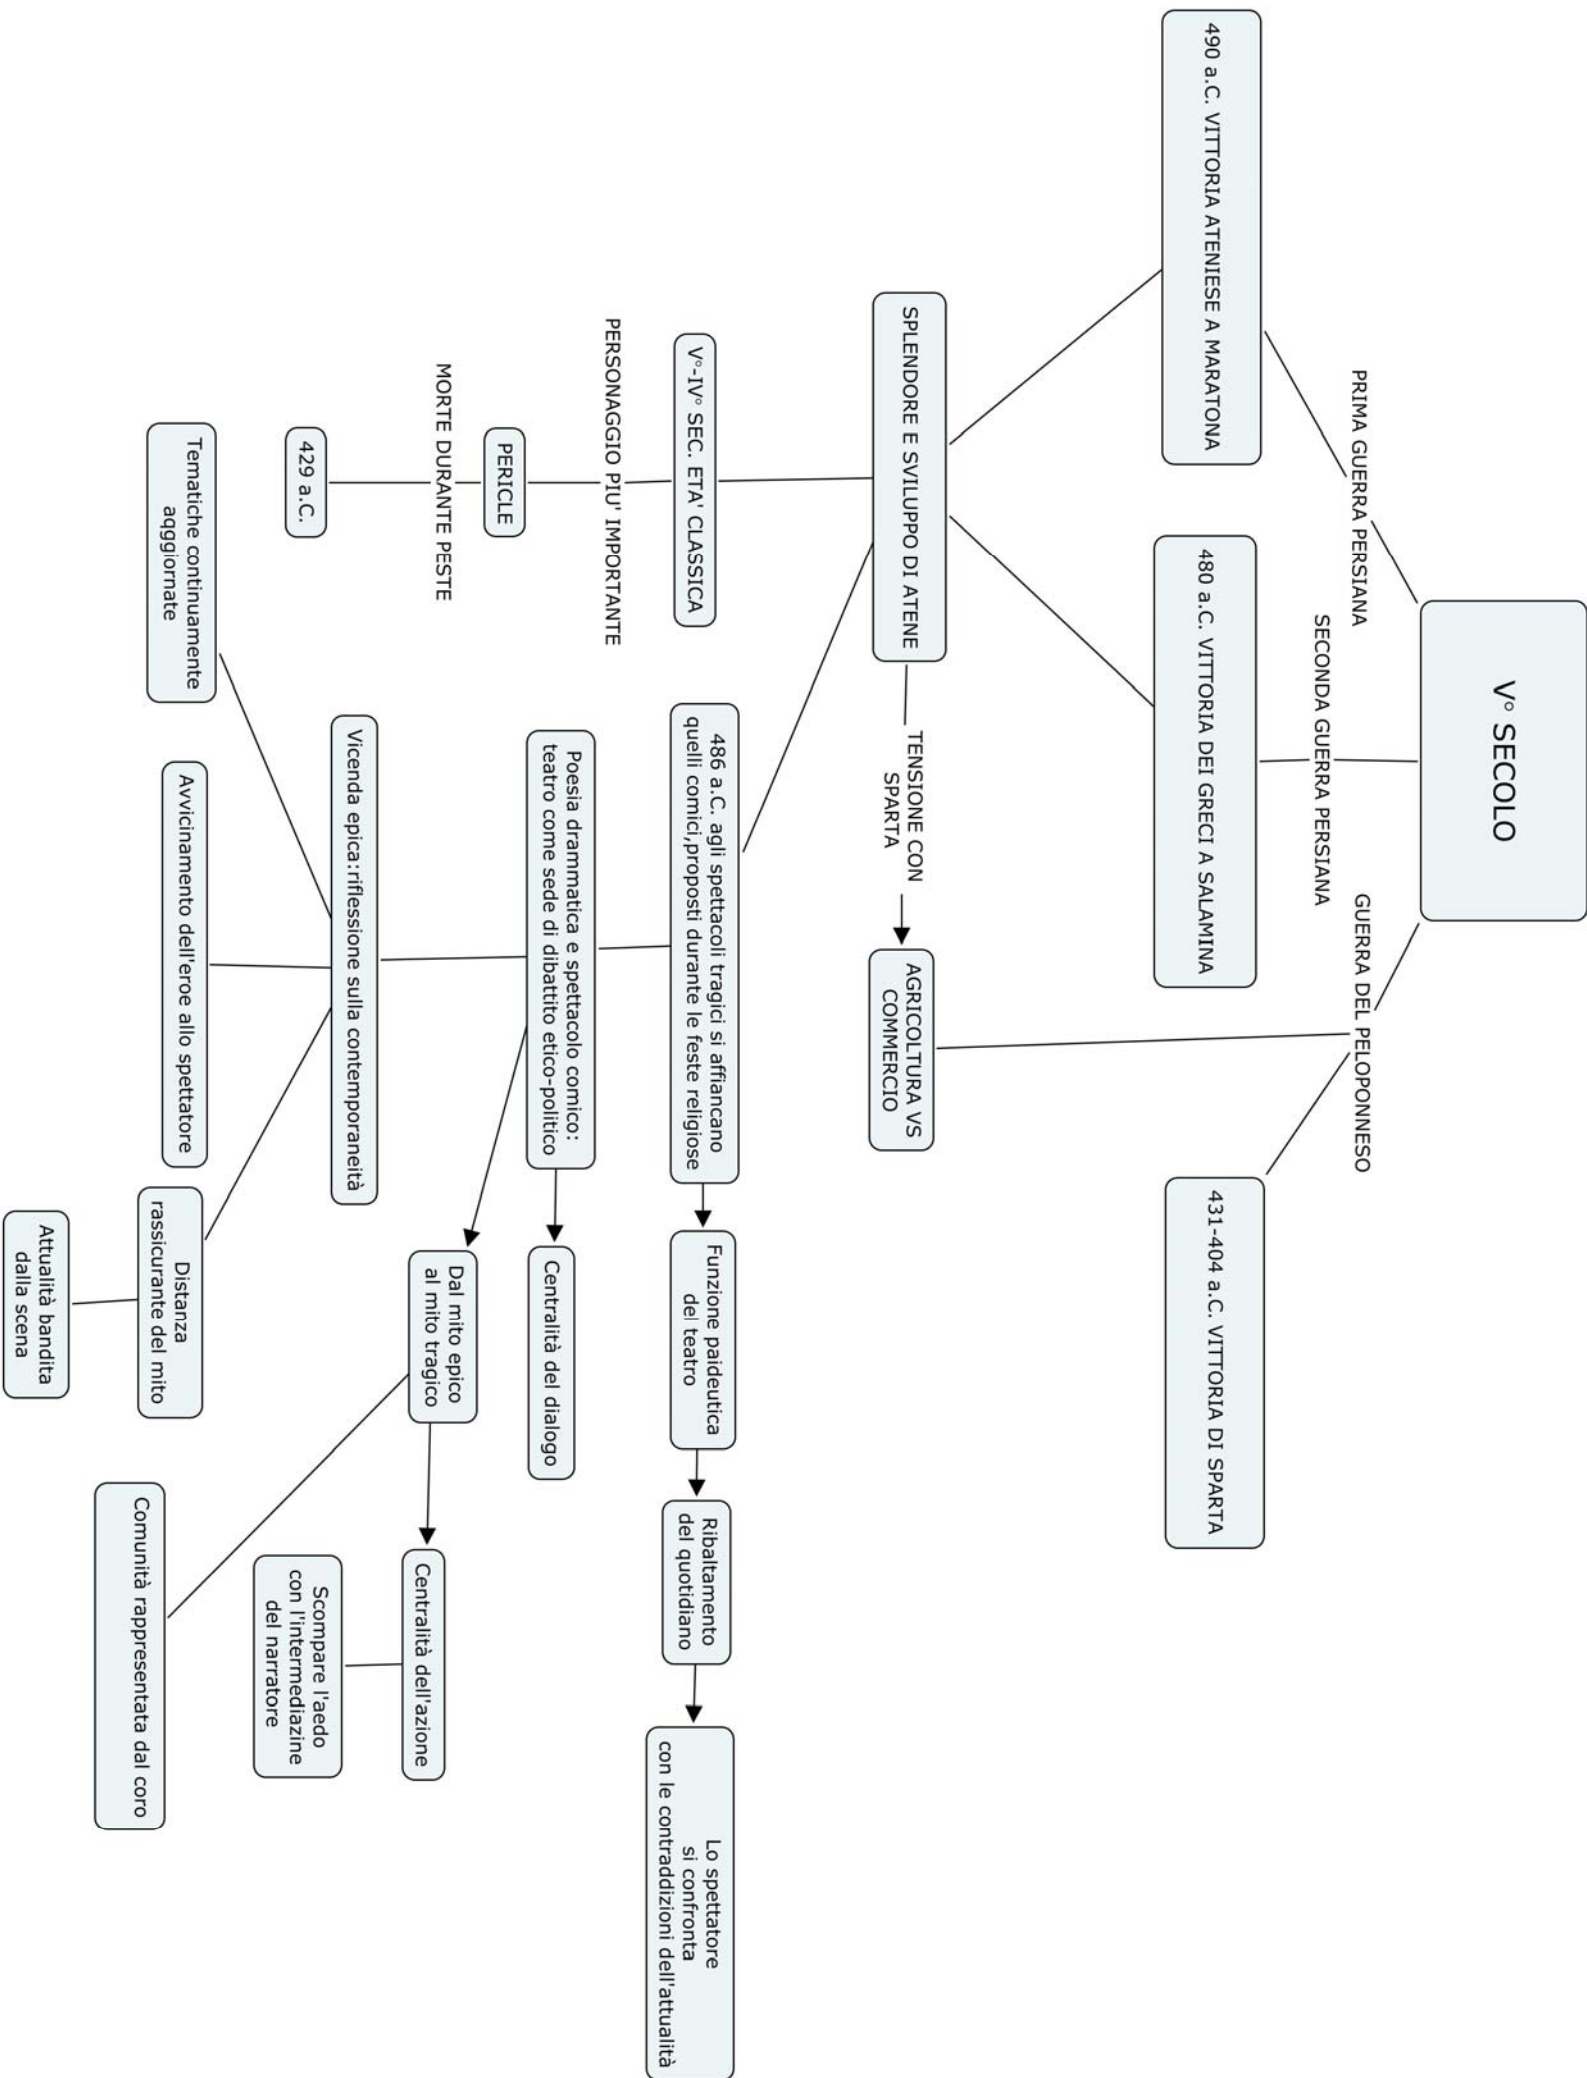 V° SECOLO
PRIMA GUERRA PERSIANA
SECONDA GUERRA PERSIANA
GUERRA DEL PELOPONNESO
490 a.C. VITTORIA ATENIESE A MARATONA
480 a.C. VITTORIA DEI GRECI A SALAMINA
431-404 a.C. VITTORIA DI SPARTA
SPLENDORE E SVILUPPO DI ATENE
TENSIONE CON
SPARTA
AGRICOLTURA VS
COMMERCIO
V°-IV° SEC. ETA' CLASSICA
486 a.C. agli spettacoli tragici si affiancano
quelli comici,proposti durante le feste religiose
Funzione paideutica
del teatro
Ribaltamento
del quotidiano
Lo spettatore
si confronta
con le contraddizioni dell'attualità
PERSONAGGIO PIU' IMPORTANTE
Poesia drammatica e spettacolo comico:
teatro come sede di dibattito etico-politico
Centralità del dialogo
PERICLE
MORTE DURANTE PESTE
Dal mito epico
al mito tragico
Centralità dell'azione
429 a.C.
Vicenda epica:riflessione sulla contemporaneità
Scompare l'aedo
con l'intermediazine
del narratore
Tematiche continuamente
aqggiornate
Avvicinamento dell'eroe allo spettatore
Distanza
rassicurante del mito
Comunità rappresentata dal coro
Attualità bandita
dalla scena